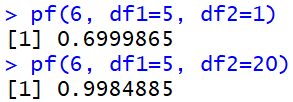 > pf(6, df1=5, df2=1)
[1] 0.6999865
> pf(6, df1=5, df2=20)
[1] 0.9984885